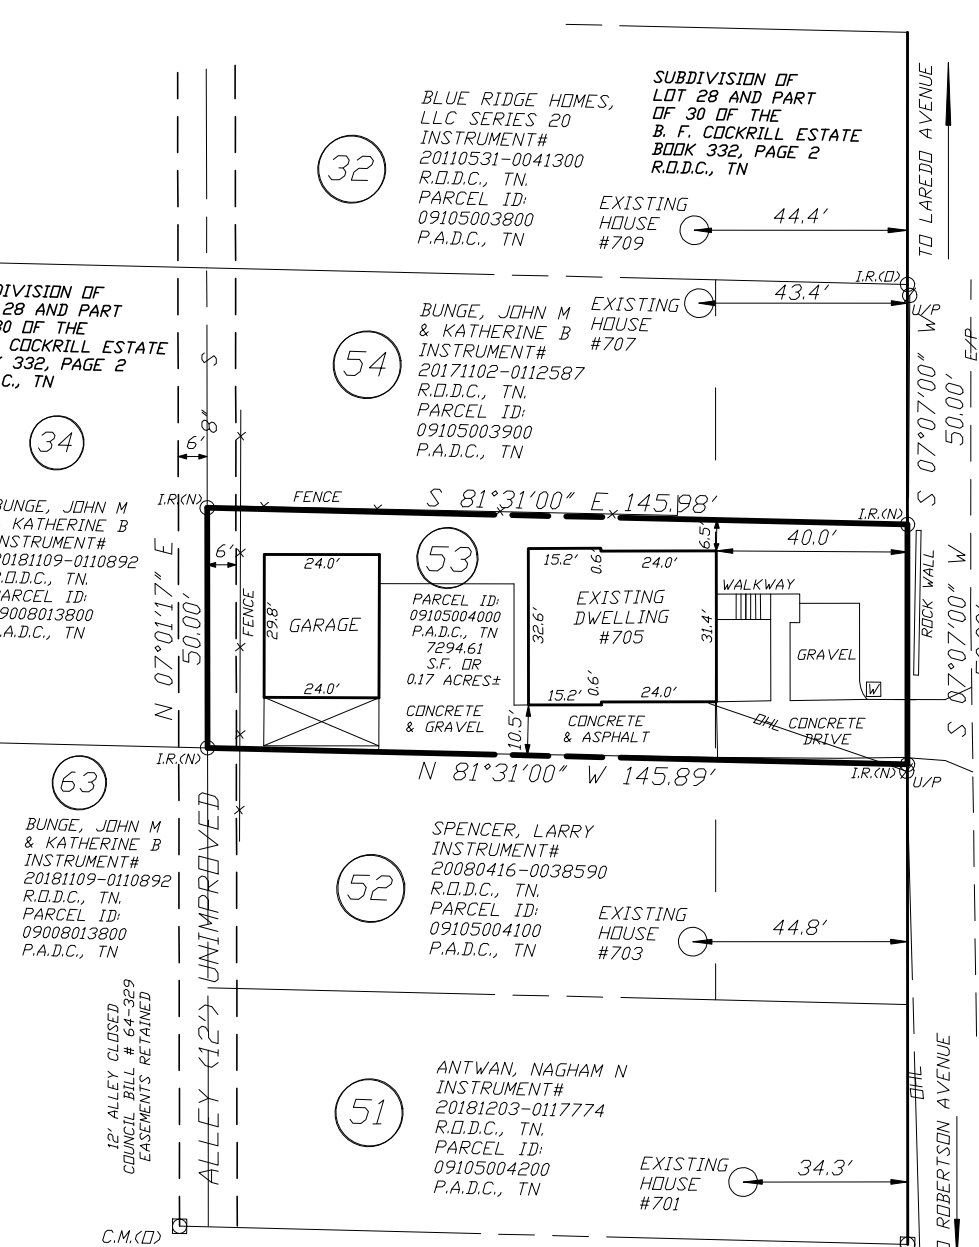 SUBDIVISION OF
LOT 28 AND PART
OF 30 OF THE
B. F. COCKRILL ESTATE
BOOK 332, PAGE 2
R.O.D.C., TN
TO LAREDO AVENUE
32
BLUE RIDGE HOMES,
LLC SERIES 20
INSTRUMENT#
20110531-0041300
R.O.D.C., TN.
PARCEL ID:
09105003800
P.A.D.C., TN
EXISTING
HOUSE
#709
44.4'
I.R.(O)
43.4'
U/P
E/P
IVISION OF
28 AND PART
30 OF THE
COCKRILL ESTATE
332, PAGE 2
C., TN
54
BUNGE, JOHN M
& KATHERINE B
INSTRUMENT#
20171102-0112587
R.O.D.C., TN.
PARCEL ID:
09105003900
P.A.D.C., TN
EXISTING
HOUSE
#707
S 07°07'00" W
50.00'
8" S
34
6'
BUNGE, JOHN M
KATHERINE B
INSTRUMENT#
20181109-0110892
R.O.D.C., TN.
PARCEL ID:
09008013800
P.A.D.C., TN
I.R.(N)
FENCE
S 81°31'00" E 145.98'
I.R.(N)
N 07°01'17" E
50.00'
6'
FENCE
24.0'
29.8'
GARAGE
24.0'
53
PARCEL ID:
09105004000
P.A.D.C., TN
7294.61
S.F. OR
0.17 ACRES±
CONCRETE
& GRAVEL
15.2'
0.6'
24.0'
6.5'
40.0'
32.6'
EXISTING
DWELLING
#705
31.4'
15.2'
0.6'
24.0'
10.5'
CONCRETE
& ASPHALT
WALKWAY
GRAVEL
W
ROCK WALL
OHL
CONCRETE
DRIVE
S 07°07'00" W
50.00'
I.R.(N)
N 81°31'00" W 145.89'
I.R.(N)
U/P
63
BUNGE, JOHN M
& KATHERINE B
INSTRUMENT#
20181109-0110892
R.O.D.C., TN.
PARCEL ID:
09008013800
P.A.D.C., TN
52
SPENCER, LARRY
INSTRUMENT#
20080416-0038590
R.O.D.C., TN.
PARCEL ID:
09105004100
P.A.D.C., TN
EXISTING
HOUSE
#703
44.8'
12' ALLEY CLOSED
COUNCIL BILL # 64-329
EASEMENTS RETAINED
ALLEY (12') UNIMPROVED
51
ANTWAN, NAGHAM N
INSTRUMENT#
20181203-0117774
R.O.D.C., TN.
PARCEL ID:
09105004200
P.A.D.C., TN
EXISTING
HOUSE
#701
34.3'
OHL
O ROBERTSON AVENUE
C.M.(O)